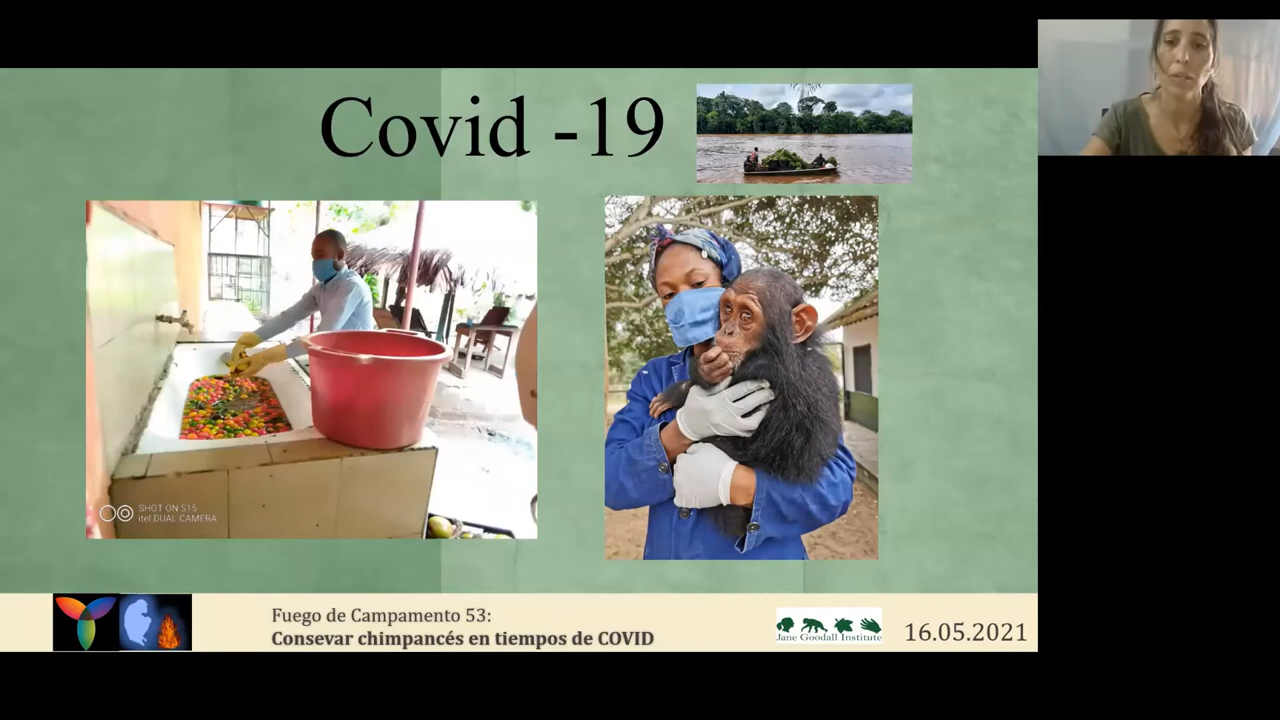 Covid -19
SHOT ON S15
itel DUAL CAMERA
Fuego de Campamento 53:
Consevar chimpancés en tiempos de COVID
Jane Goodall Institute
16.05.2021